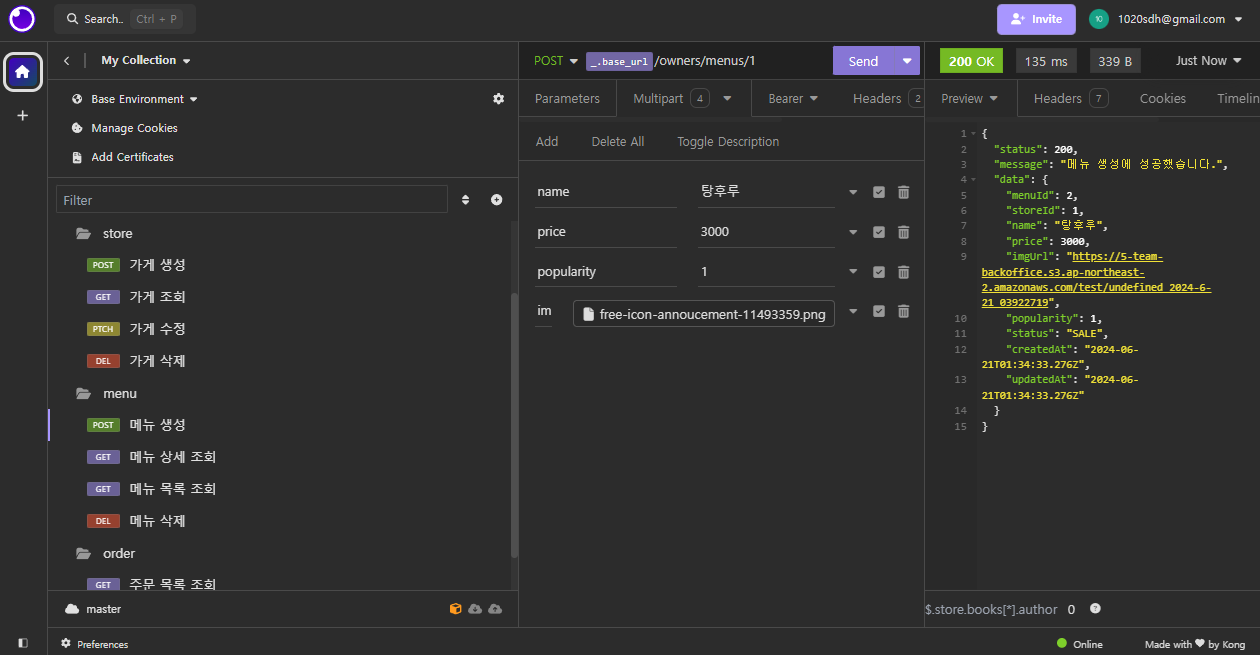 Search.. Ctrl + P
Invite
10 1020sdh@gmail.com
My Collection
Base Environment
Manage Cookies
Add Certificates
Filter
store
POST 가게 생성
GET 가게 조회
PTCH 가게 수정
DEL 가게 삭제
menu
POST 메뉴 생성
GET 메뉴 상세 조회
GET 메뉴 목록 조회
DEL 메뉴 삭제
order
GET 주문 목록 조회
master
Preferences
POST _.base_url /owners/menus/1 Send
Parameters Multipart 4 Bearer Headers 2
Add Delete All Toggle Description
name 탕후루
price 3000
popularity 1
im free-icon-annoucement-11493359.png
200 OK 135 ms 339 B Just Now
Preview Headers 7 Cookies Timelin
1 {
2 "status": 200,
3 "message": "메뉴 생성에 성공했습니다.",
4 "data": {
5 "menuId": 2,
6 "storeId": 1,
7 "name": "탕후루",
8 "price": 3000,
9 "imgUrl": "https://5-team-
backoffice.s3.ap-northeast-
2.amazonaws.com/test/undefined_2024-6-
21_03922719",
10 "popularity": 1,
11 "status": "SALE",
12 "createdAt": "2024-06-
21T01:34:33.276Z",
13 "updatedAt": "2024-06-
21T01:34:33.276Z"
14 }
15 }
$.store.books[*].author 0 ?
Online Made with ♥ by Kong